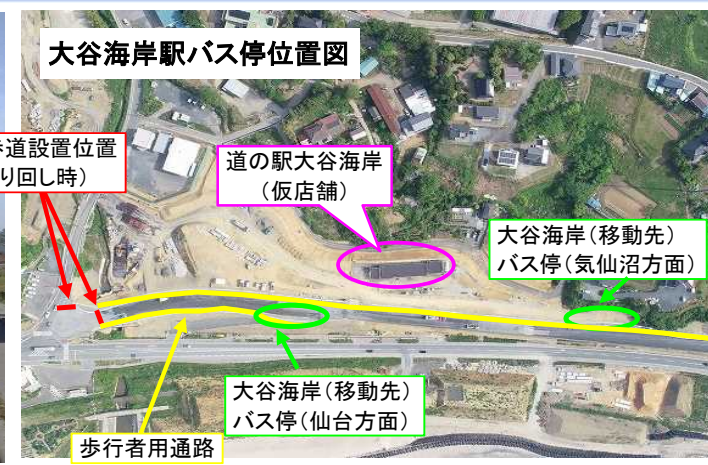 大谷海岸駅バス停位置図
歩道設置位置
り回し時）
道の駅大谷海岸
（仮店舗）
大谷海岸（移動先）
バス停（気仙沼方面）
大谷海岸（移動先）
バス停（仙台方面）
歩行者用通路